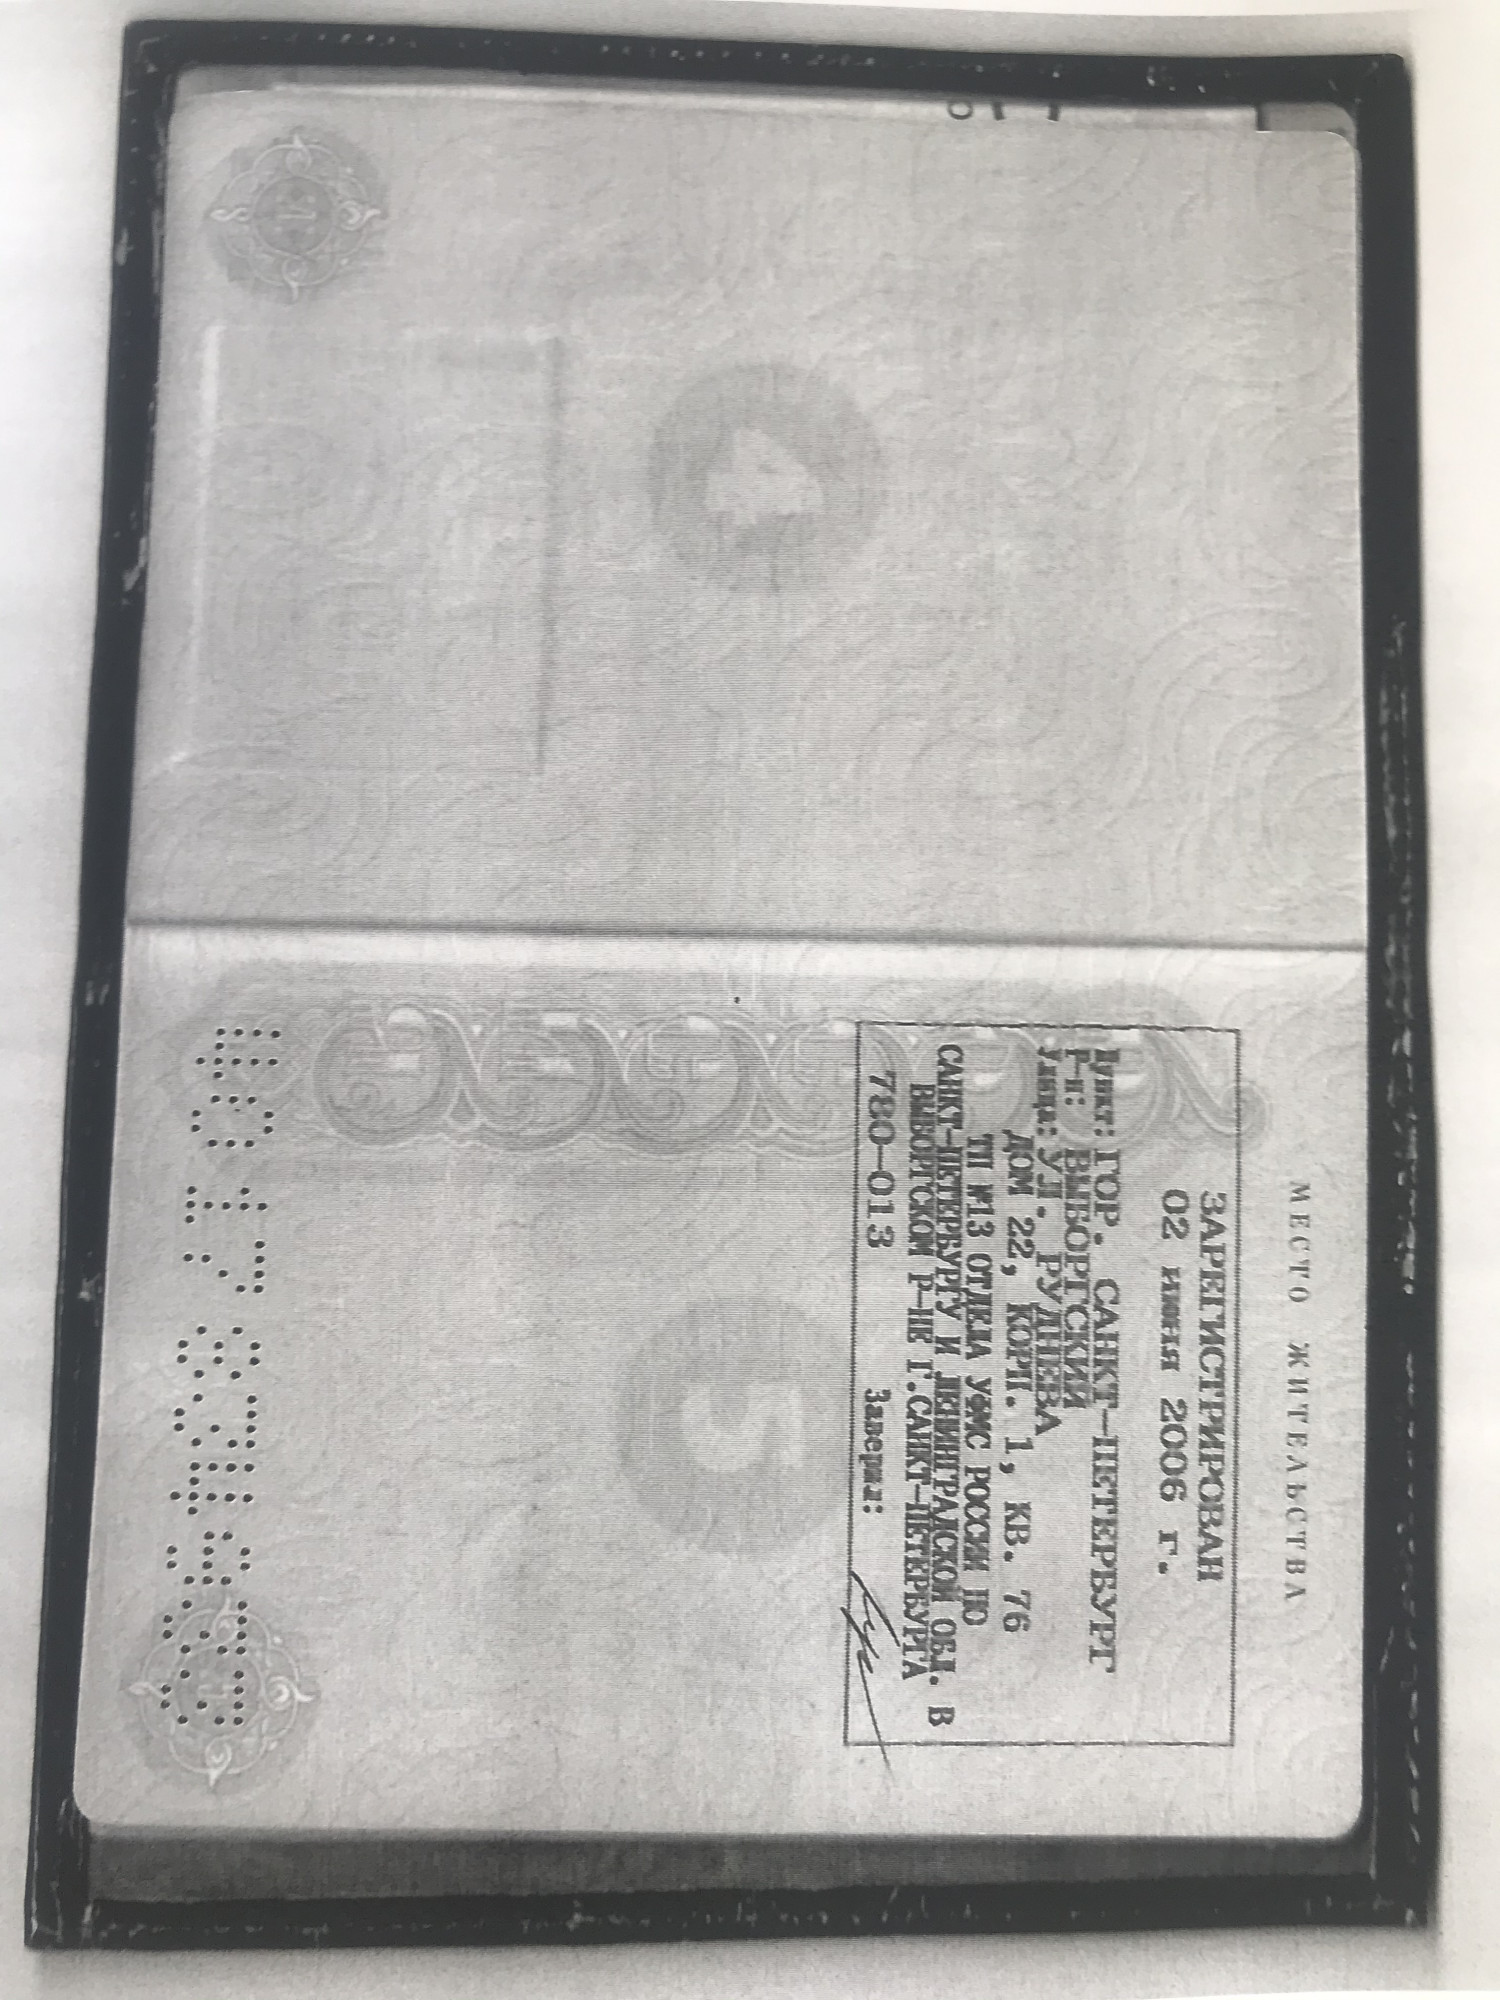 МЕСТО ЖИТЕЛЬСТВА
ЗАРЕГИСТРИРОВАН
02 ИЮНЯ 2006 Г.
Пункт: ГОР. САНКТ-ПЕТЕРБУРГ
Р-н: ВЫБОРГСКИЙ
Улица: УЛ. РУДНЕВА
ДОМ 22, КОРП. 1, КВ. 76
ТП №13 ОТДЕЛА УФМС РОССИИ ПО
САНКТ-ПЕТЕРБУРГУ И ЛЕНИНГРАДСКОЙ ОБЛ. В
ВЫБОРГСКОМ Р-НЕ Г.САНКТ-ПЕТЕРБУРГА
780-013
Заверил: